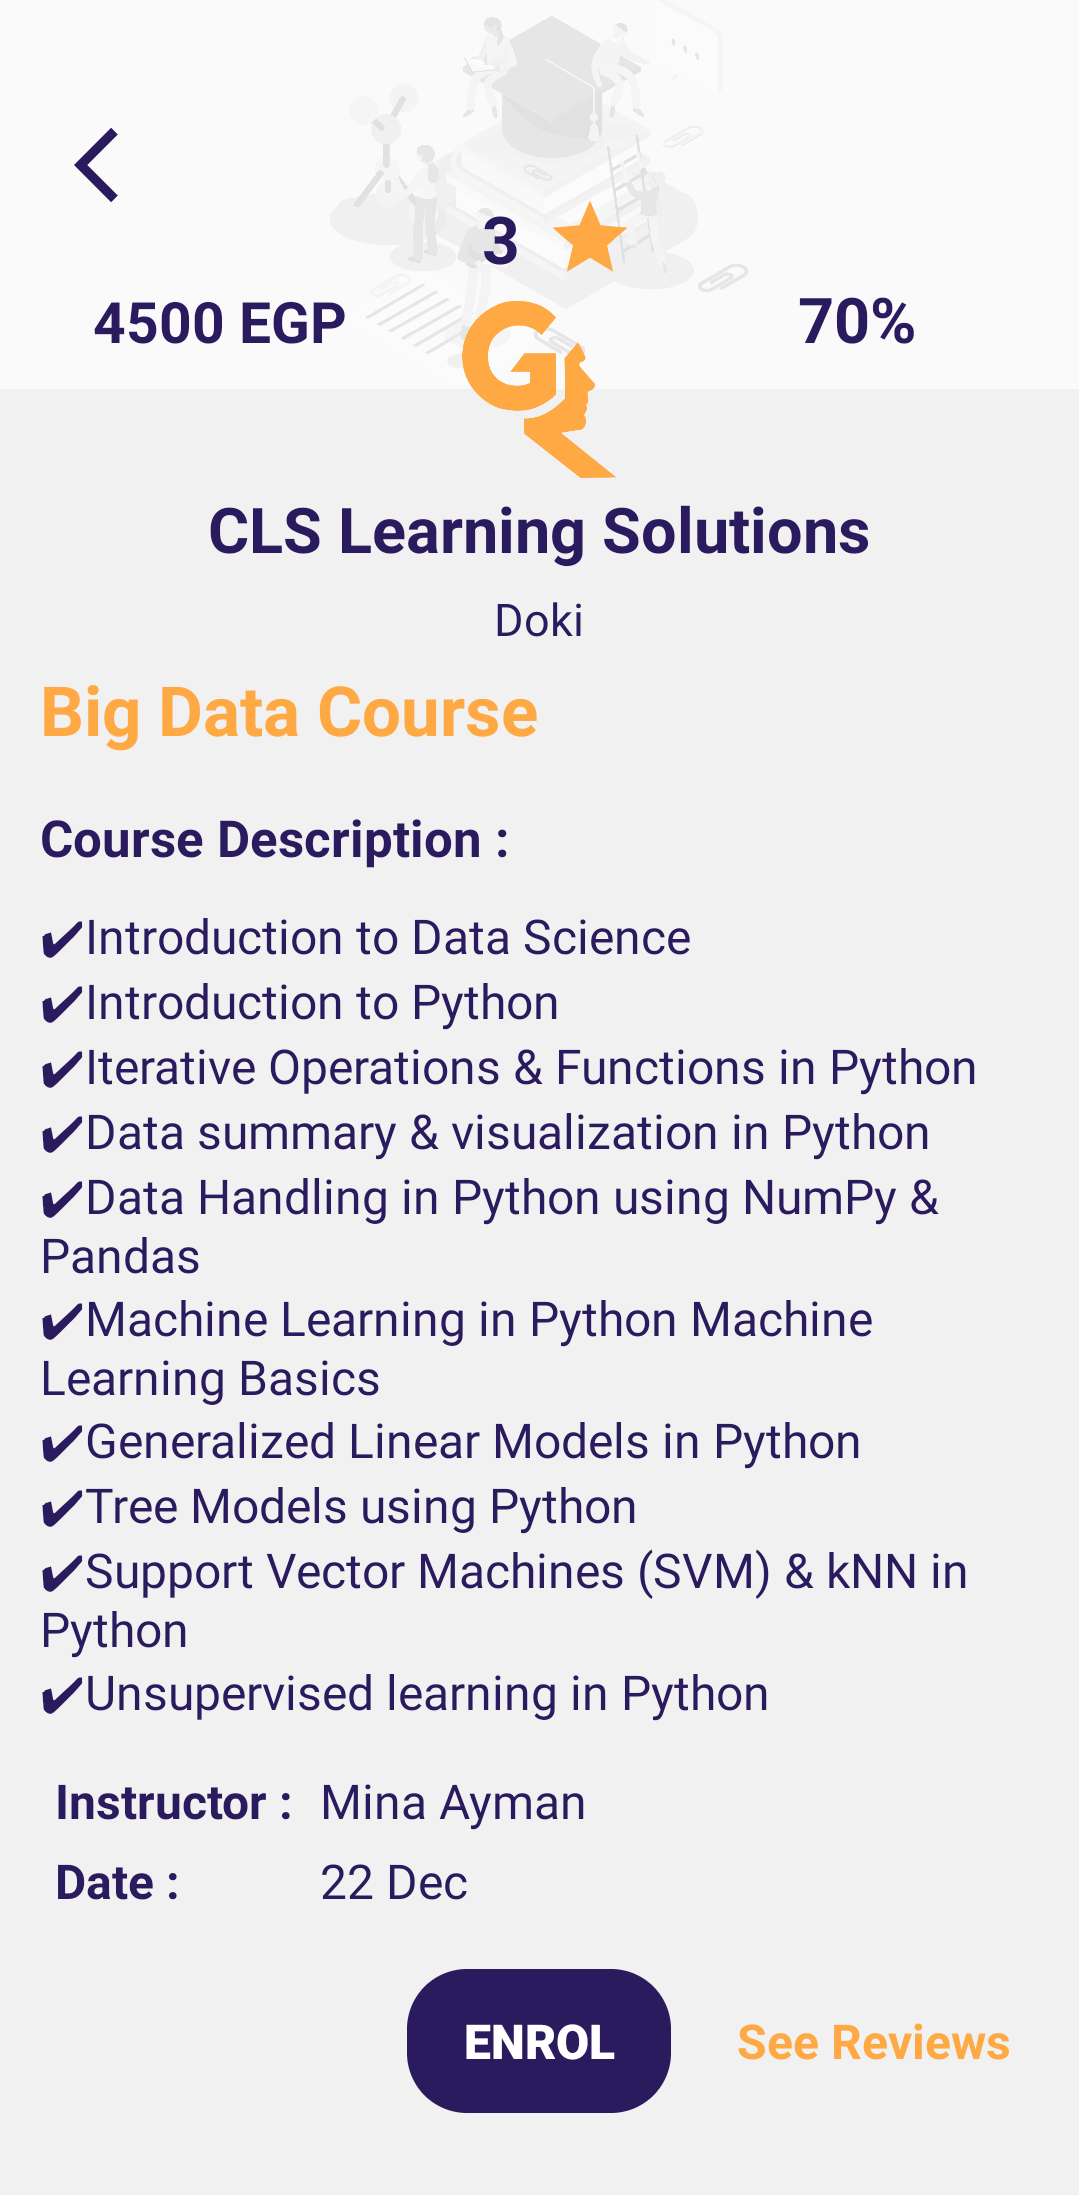 3
4500 EGP
70%
CLS Learning Solutions
Doki
Big Data Course
Course Description :
✔Introduction to Data Science
✔Introduction to Python
✔Iterative Operations & Functions in Python
✔Data summary & visualization in Python
✔Data Handling in Python using NumPy &
Pandas
✔Machine Learning in Python Machine
Learning Basics
✔Generalized Linear Models in Python
✔Tree Models using Python
✔Support Vector Machines (SVM) & kNN in
Python
✔Unsupervised learning in Python
Instructor : Mina Ayman
Date : 22 Dec
ENROL
See Reviews